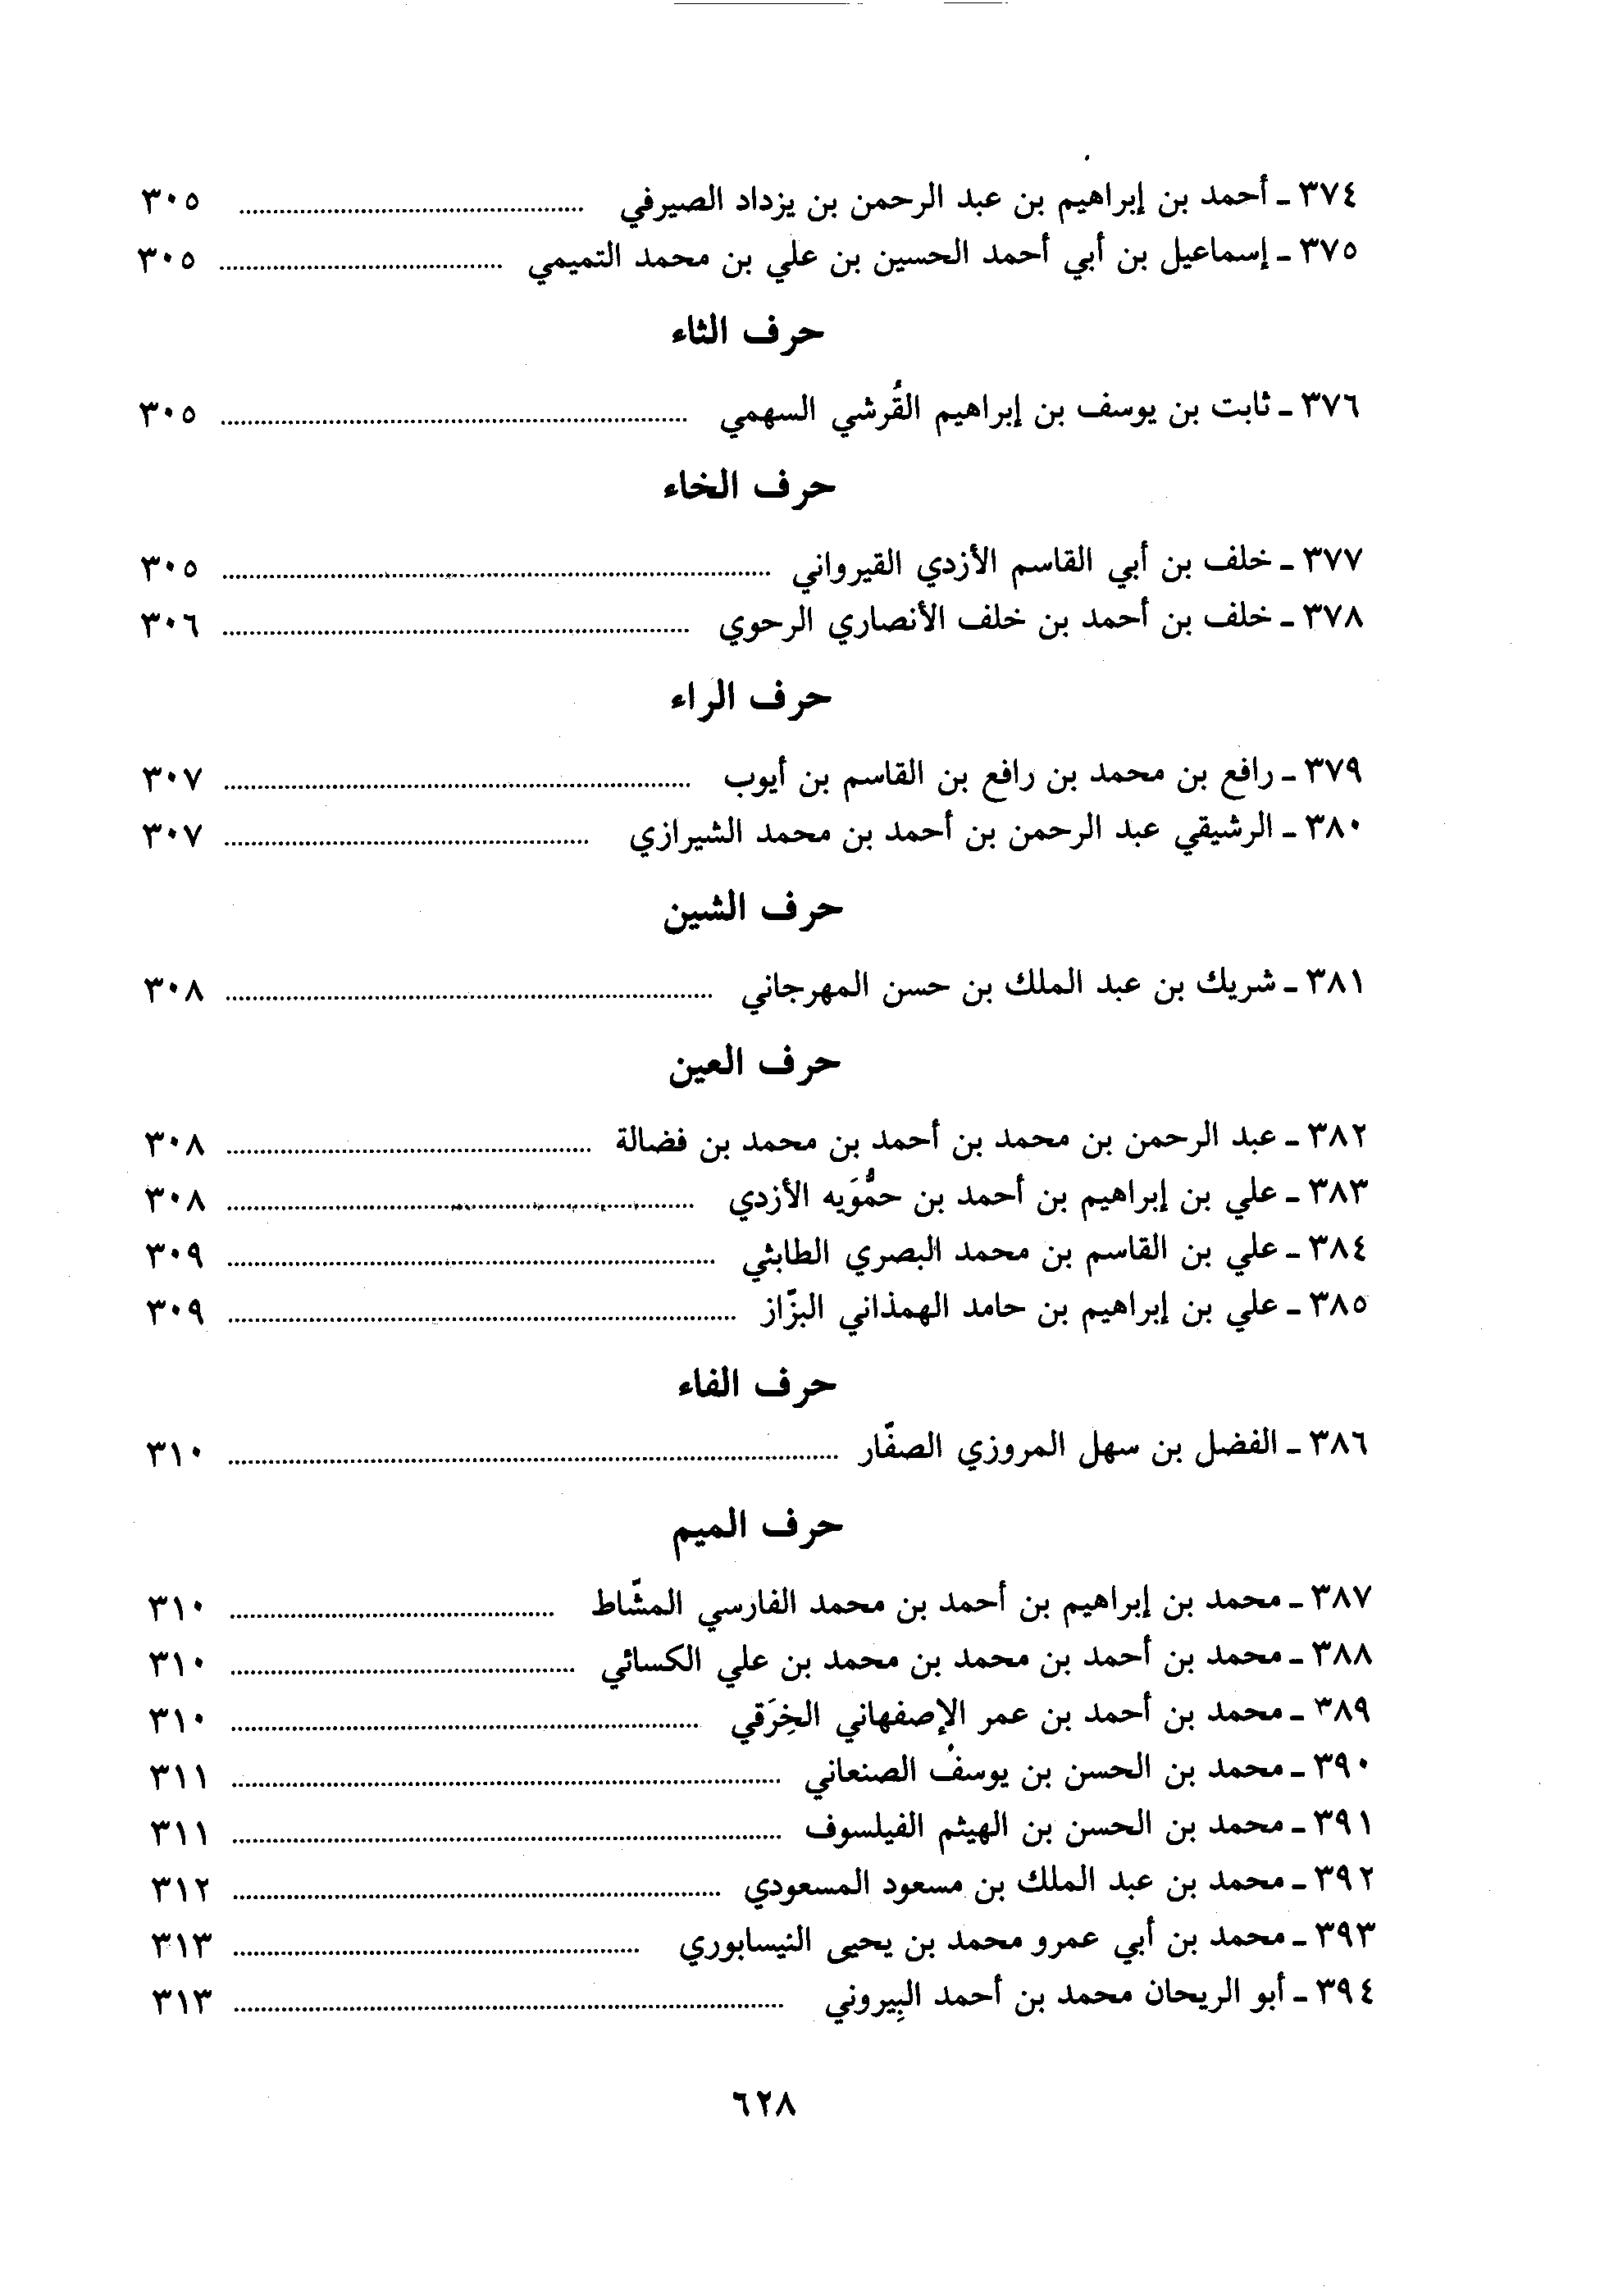 ٣٧٤ - أحمد بن إبراهيم بن عبد الرحمن بن يزداد الصيرفي ........ ٣٠٥
٣٧٥ - إسماعيل بن أبي أحمد الحسين بن علي بن محمد التميمي ........ ٣٠٥
حرف الثاء
٣٧٦ - ثابت بن يوسف بن إبراهيم القُرشي السهمي ........ ٣٠٥
حرف الخاء
٣٧٧ - خلف بن أبي القاسم الأزدي القيرواني ........ ٣٠٥
٣٧٨ - خلف بن أحمد بن خلف الأنصاري الرحوي ........ ٣٠٦
حرف الراء
٣٧٩ - رافع بن محمد بن رافع بن القاسم بن أيوب ........ ٣٠٧
٣٨٠ - الرشيقي عبد الرحمن بن أحمد بن محمد الشيرازي ........ ٣٠٧
حرف الشين
٣٨١ - شريك بن عبد الملك بن حسن المهرجاني ........ ٣٠٨
حرف العين
٣٨٢ - عبد الرحمن بن محمد بن أحمد بن محمد بن فضالة ........ ٣٠٨
٣٨٣ - علي بن إبراهيم بن أحمد بن حمُّوَيه الأزدي ........ ٣٠٨
٣٨٤ - علي بن القاسم بن محمد البصري الطابثي ........ ٣٠٩
٣٨٥ - علي بن إبراهيم بن حامد الهمذاني البزّاز ........ ٣٠٩
حرف الفاء
٣٨٦ - الفضل بن سهل المروزي الصفّار ........ ٣١٠
حرف الميم
٣٨٧ - محمد بن إبراهيم بن أحمد بن محمد الفارسي المشّاط ........ ٣١٠
٣٨٨ - محمد بن أحمد بن محمد بن محمد بن علي الكسائي ........ ٣١٠
٣٨٩ - محمد بن أحمد بن عمر الإصفهاني الخِرَقي ........ ٣١٠
٣٩٠ - محمد بن الحسن بن يوسف الصنعاني ........ ٣١١
٣٩١ - محمد بن الحسن بن الهيثم الفيلسوف ........ ٣١١
٣٩٢ - محمد بن عبد الملك بن مسعود المسعودي ........ ٣١٢
٣٩٣ - محمد بن أبي عمرو محمد بن يحيى النيسابوري ........ ٣١٣
٣٩٤ - أبو الريحان محمد بن أحمد البِيروني ........ ٣١٣
٦٢٨